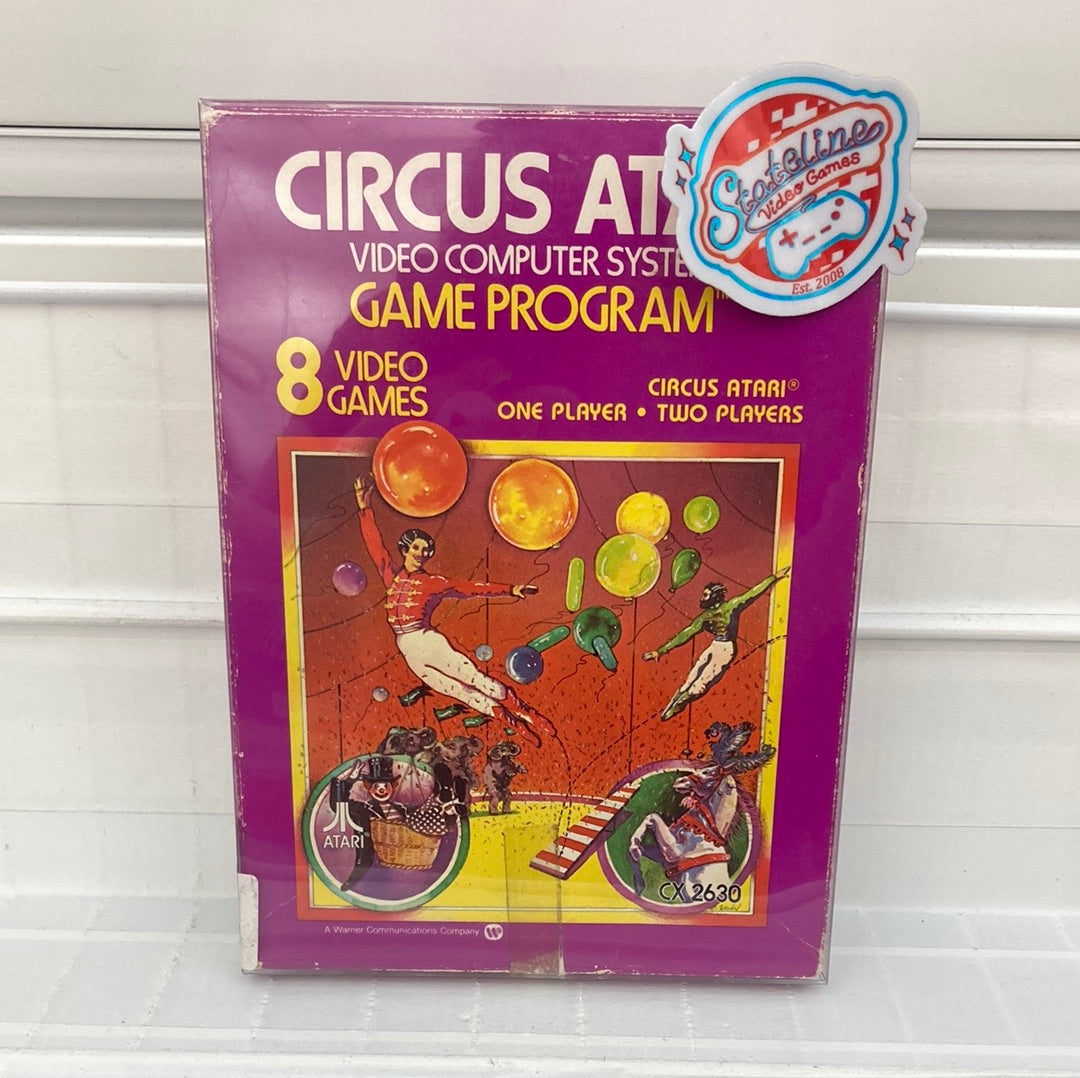 CIRCUS ATA
VIDEO COMPUTER SYSTE
GAME PROGRAM™
8 VIDEO
GAMES
CIRCUS ATARI®
ONE PLAYER • TWO PLAYERS
Stateline
Video Games
Est. 2008
ATARI®
CX 2630
A Warner Communications Company